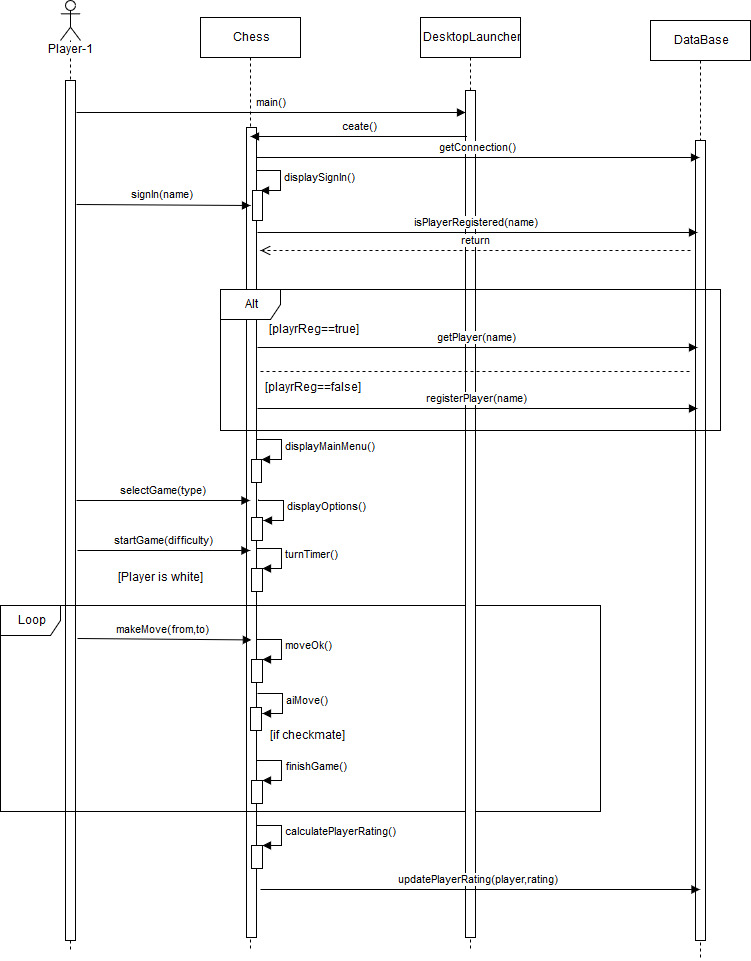 Player-1
Chess
DesktopLauncher
DataBase
main()
ceate()
getConnection()
displaySignIn()
signIn(name)
isPlayerRegistered(name)
return
Alt
[playrReg==true]
getPlayer(name)
[playrReg==false]
registerPlayer(name)
displayMainMenu()
selectGame(type)
displayOptions()
startGame(difficulty)
turnTimer()
[Player is white]
Loop
makeMove(from,to)
moveOk()
aiMove()
[if checkmate]
finishGame()
calculatePlayerRating()
updatePlayerRating(player,rating)